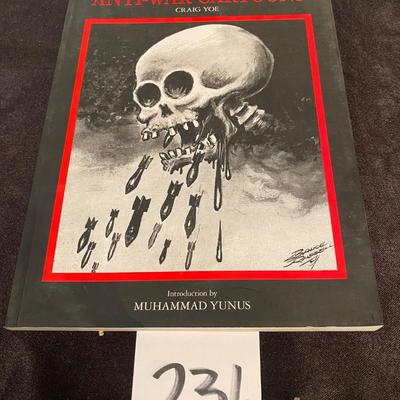 ANTI-WAR CARTOONS
CRAIG YOE
Introduction by
MUHAMMAD YUNUS
231